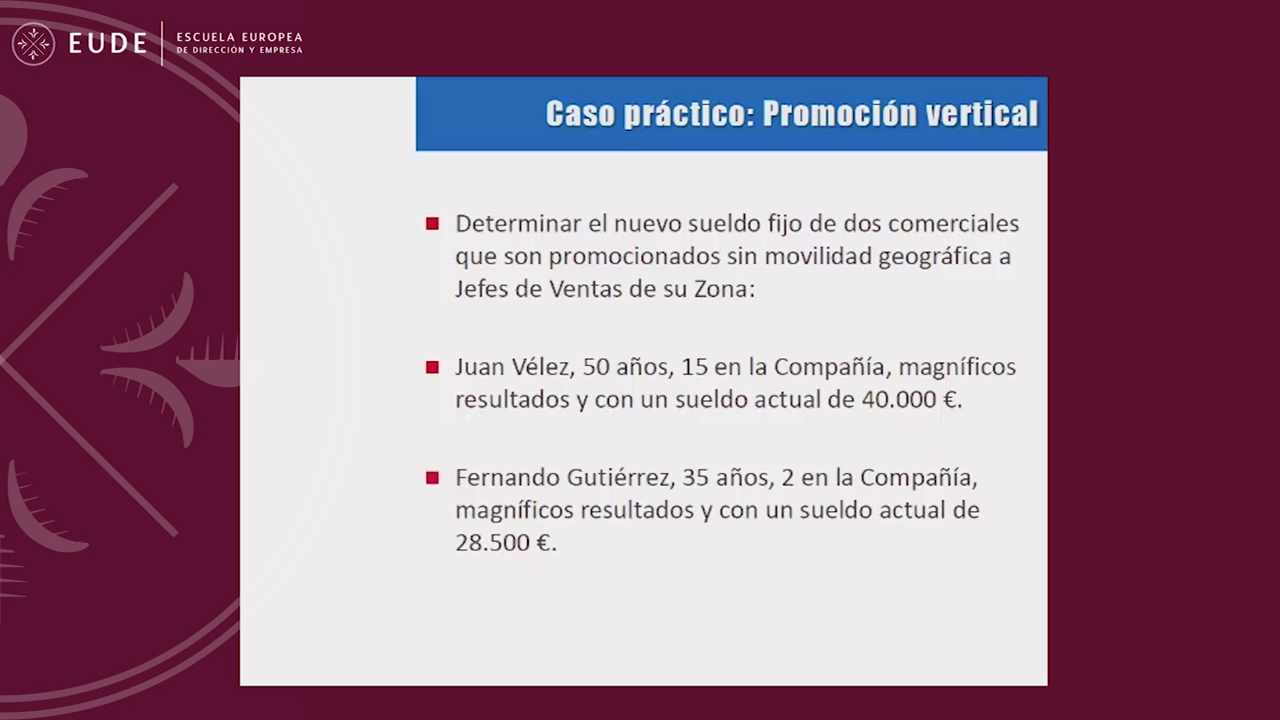 EUDE
ESCUELA EUROPEA
DE DIRECCIÓN Y EMPRESA
Caso práctico: Promoción vertical
Determinar el nuevo sueldo fijo de dos comerciales
que son promocionados sin movilidad geográfica a
Jefes de Ventas de su Zona:
Juan Vélez, 50 años, 15 en la Compañía, magníficos
resultados y con un sueldo actual de 40.000 €.
Fernando Gutiérrez, 35 años, 2 en la Compañía,
magníficos resultados y con un sueldo actual de
28.500 €.